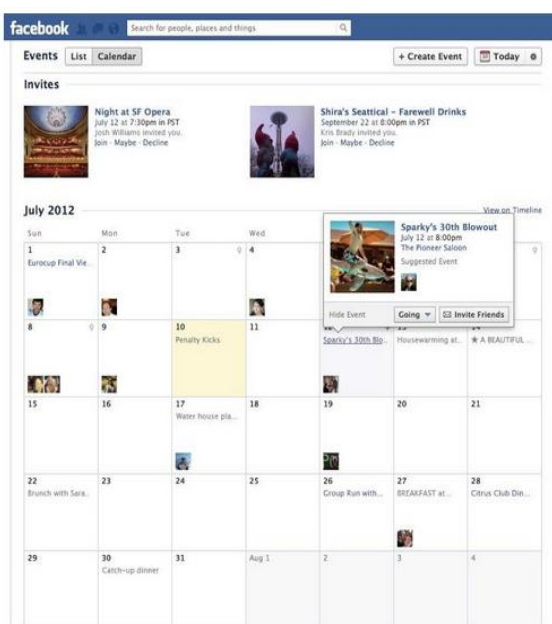 facebook
Search for people, places and things
Events
List
Calendar
+ Create Event
Today
Invites
Night at SF Opera
July 12 at 7:30pm in PST
Josh Williams invited you.
Join · Maybe · Decline
Shira's Seattical – Farewell Drinks
September 22 at 8:00pm in PST
Kris Brady invited you.
Join · Maybe · Decline
July 2012
View on Timeline
Sun
Mon
Tue
Wed
Sparky's 30th Blowout
July 12 at 8:00pm
The Pioneer Saloon
Suggested Event
Hide Event
Going
Invite Friends
1
2
3
4
Eurocup Final Vie...
8
9
10
11
Penalty Kicks
Sparky's 30th Blo...
Housewarming at...
★ A BEAUTIFUL ...
15
16
17
18
19
20
21
Water house pla...
22
23
24
25
26
27
28
Brunch with Sara...
Group Run with...
BREAKFAST at ...
Citrus Club Din...
29
30
31
Aug 1
2
3
4
Catch-up dinner